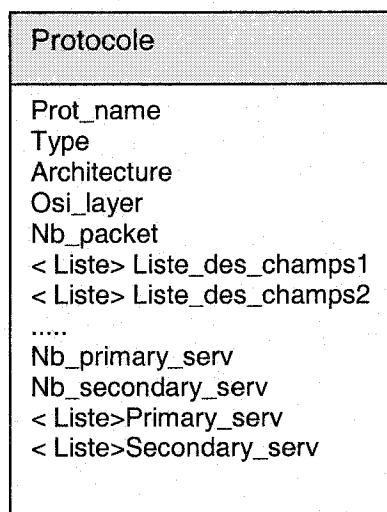 Protocole
Prot_name
Type
Architecture
Osi_layer
Nb_packet
< Liste> Liste_des_champs1
< Liste> Liste_des_champs2
.....
Nb_primary_serv
Nb_secondary_serv
< Liste>Primary_serv
< Liste>Secondary_serv